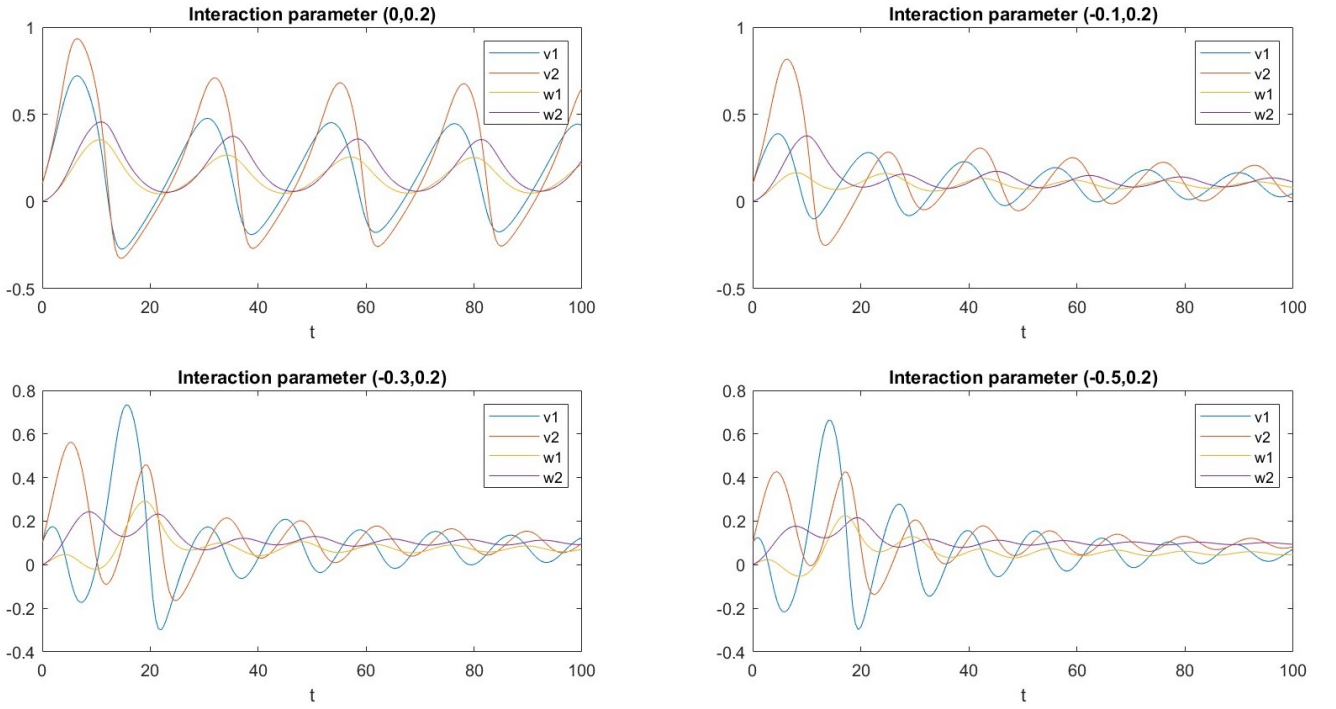 Interaction parameter (0,0.2)
1
0.5
0
-0.5
0 20 40 60 80 100
t
v1
v2
w1
w2
Interaction parameter (-0.1,0.2)
1
0.5
0
-0.5
0 20 40 60 80 100
t
v1
v2
w1
w2
Interaction parameter (-0.3,0.2)
0.8
0.6
0.4
0.2
0
-0.2
-0.4
0 20 40 60 80 100
t
v1
v2
w1
w2
Interaction parameter (-0.5,0.2)
0.8
0.6
0.4
0.2
0
-0.2
-0.4
0 20 40 60 80 100
t
v1
v2
w1
w2